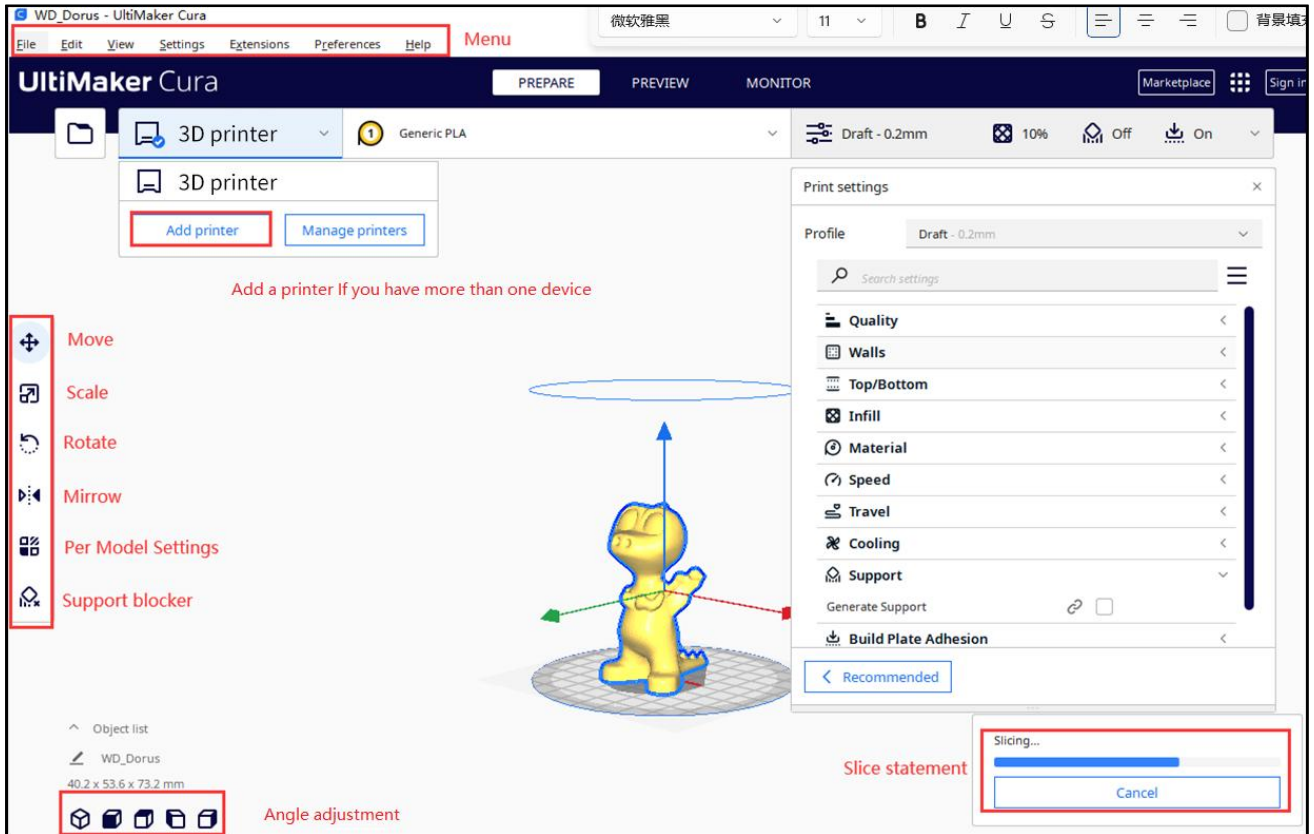 WD_Dorus - UltiMaker Cura
微软雅黑 11 B I U S
File Edit View Settings Extensions Preferences Help
Menu
UltiMaker Cura PREPARE PREVIEW MONITOR Marketplace
3D printer 1 Generic PLA Draft - 0.2mm 10% Off On
3D printer
Add printer Manage printers
Add a printer If you have more than one device
Move
Scale
Rotate
Mirrow
Per Model Settings
Support blocker
Print settings
Profile Draft - 0.2mm
Search settings
Quality
Walls
Top/Bottom
Infill
Material
Speed
Travel
Cooling
Support
Generate Support
Build Plate Adhesion
Recommended
Object list
WD_Dorus
40.2 x 53.6 x 73.2 mm
Angle adjustment
Slice statement
Slicing...
Cancel